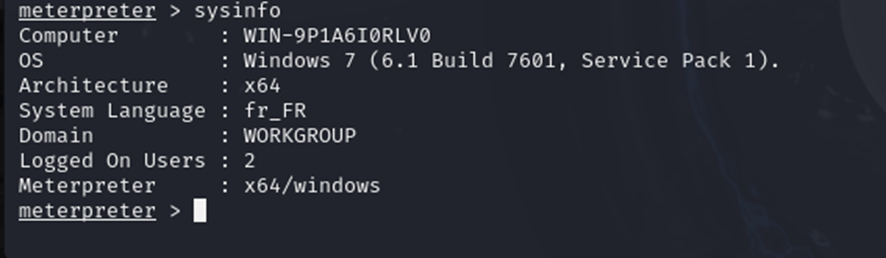 meterpreter > sysinfo
Computer        : WIN-9P1A6I0RLV0
OS              : Windows 7 (6.1 Build 7601, Service Pack 1).
Architecture    : x64
System Language : fr_FR
Domain          : WORKGROUP
Logged On Users : 2
Meterpreter     : x64/windows
meterpreter >